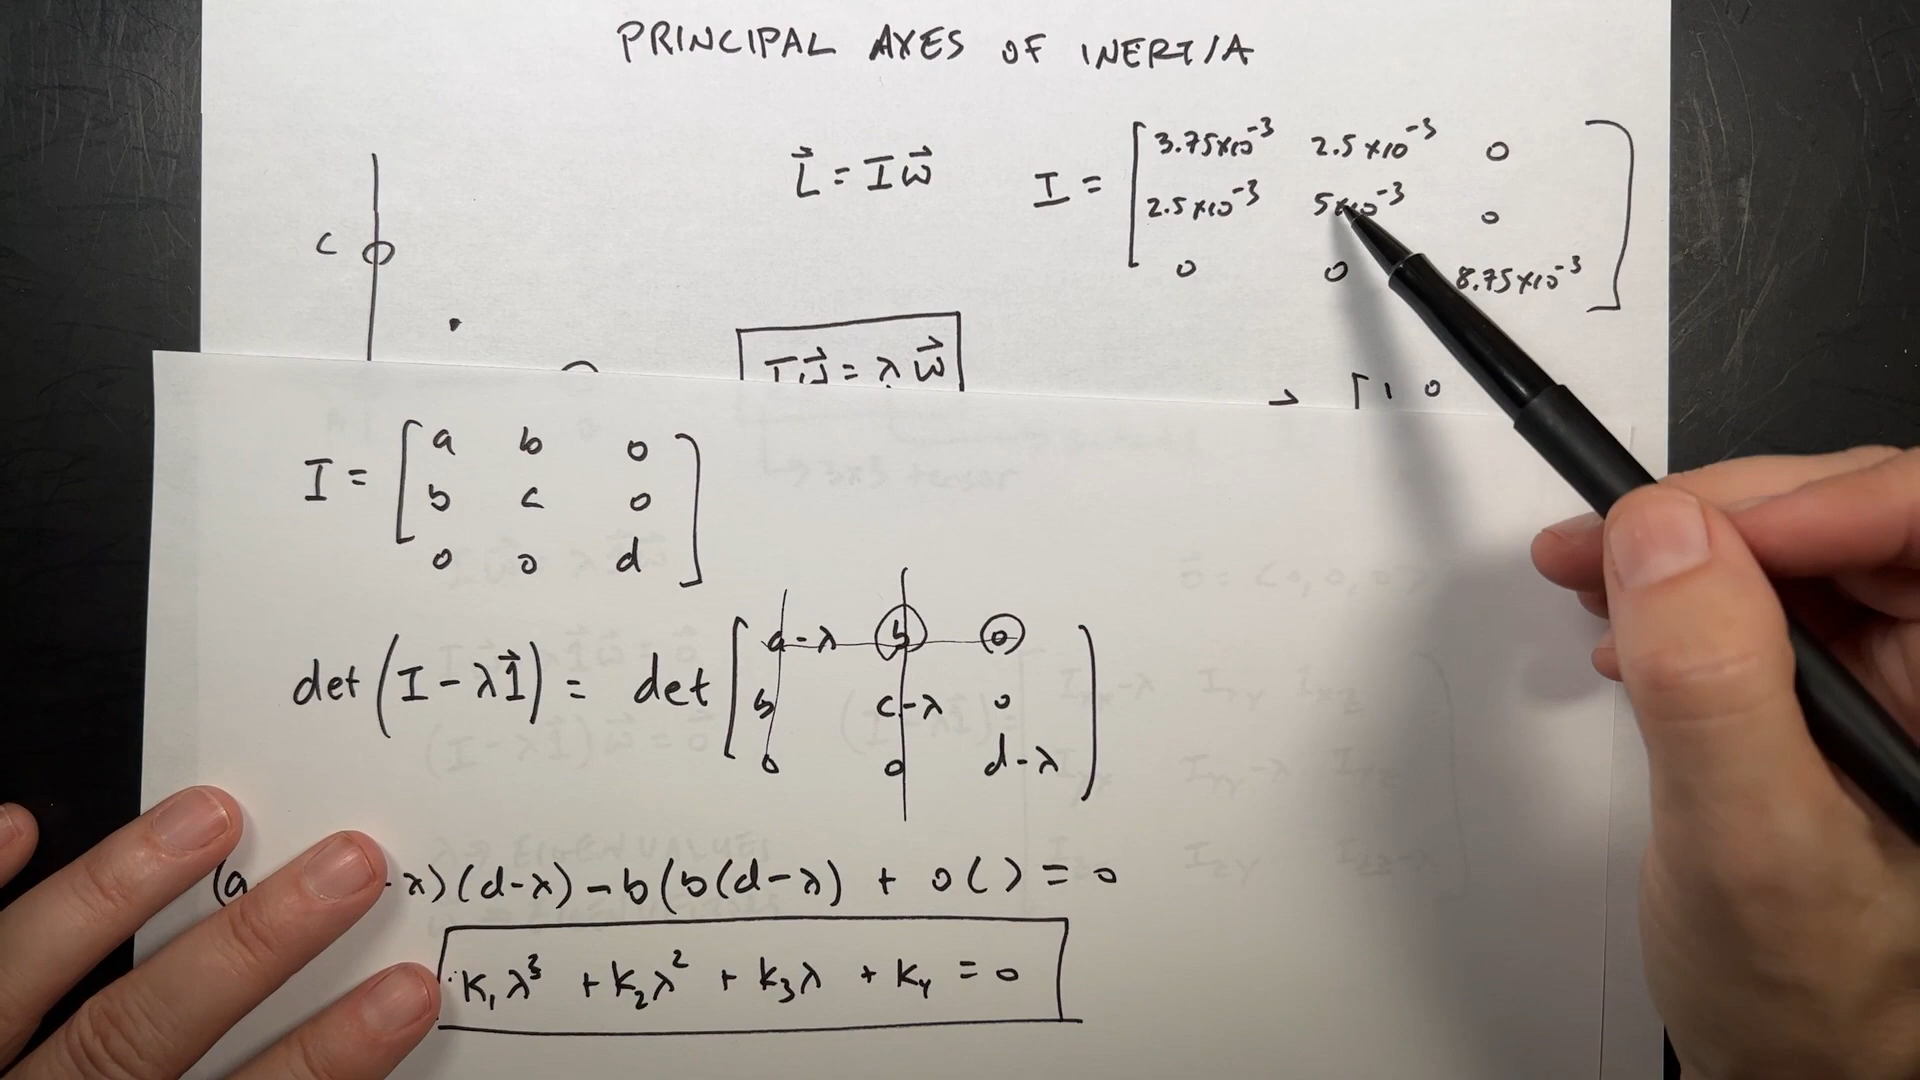 PRINCIPAL AXES OF INERTIA
L⃗ = Iω⃗
I = [ 3.75×10⁻³ 2.5×10⁻³ 0
2.5×10⁻³ 5×10⁻³ 0
0 0 8.75×10⁻³ ]
c
Iω⃗ = λω⃗
1 0
I = [ a b 0
b c 0
0 0 d ]
det(I - λ1⃗) = det [ a-λ b 0
b c-λ 0
0 0 d-λ ]
(a λ)(d-λ) - b(b(d-λ) + 0( ) = 0
K₁λ³ + K₂λ² + K₃λ + K₄ = 0